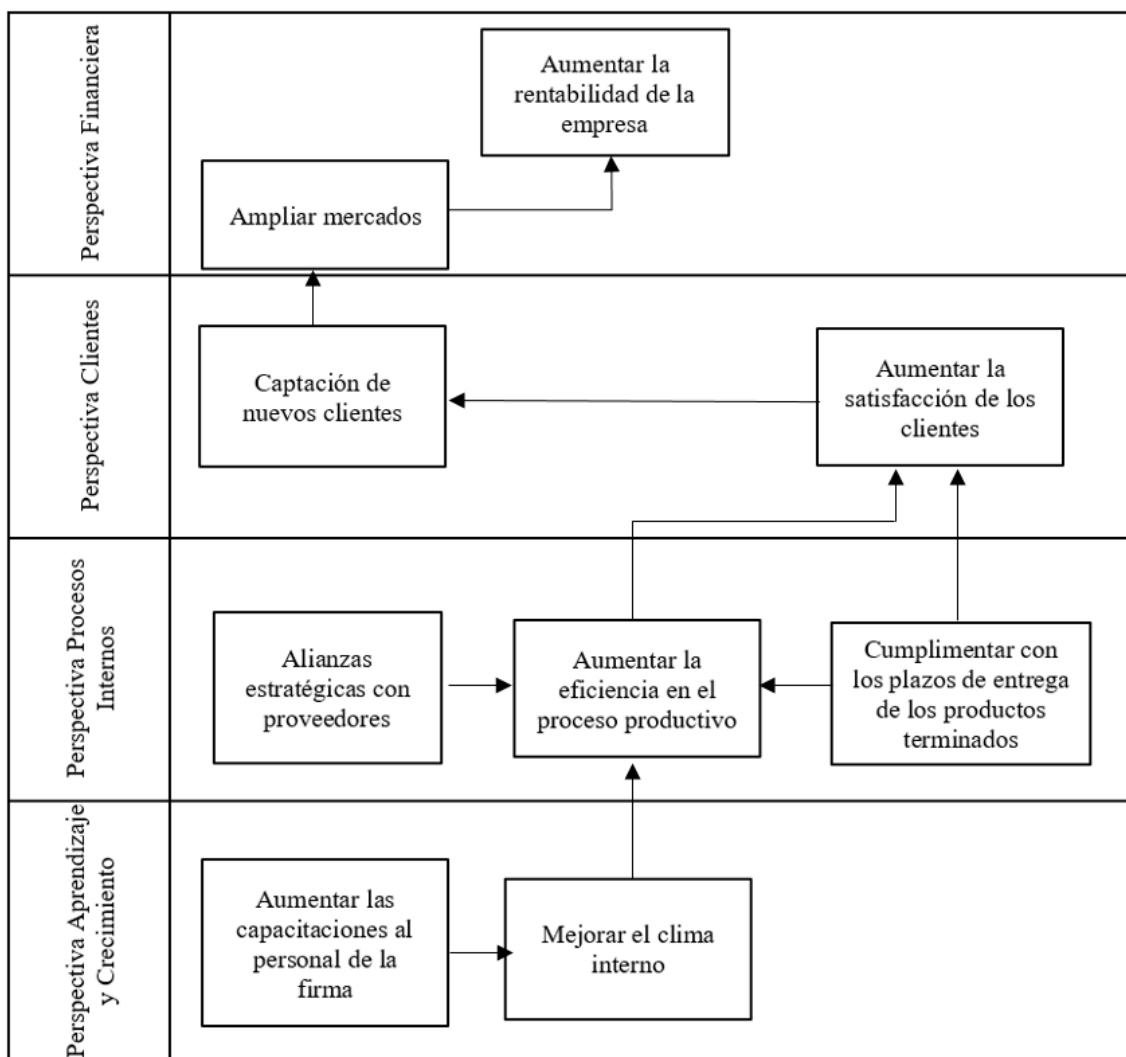 Perspectiva Financiera
Aumentar la
rentabilidad de la
empresa
Ampliar mercados
Perspectiva Clientes
Captación de
nuevos clientes
Aumentar la
satisfacción de los
clientes
Perspectiva Procesos
Internos
Alianzas
estratégicas con
proveedores
Aumentar la
eficiencia en el
proceso productivo
Cumplimentar con
los plazos de entrega
de los productos
terminados
Perspectiva Aprendizaje
y Crecimiento
Aumentar las
capacitaciones al
personal de la
firma
Mejorar el clima
interno